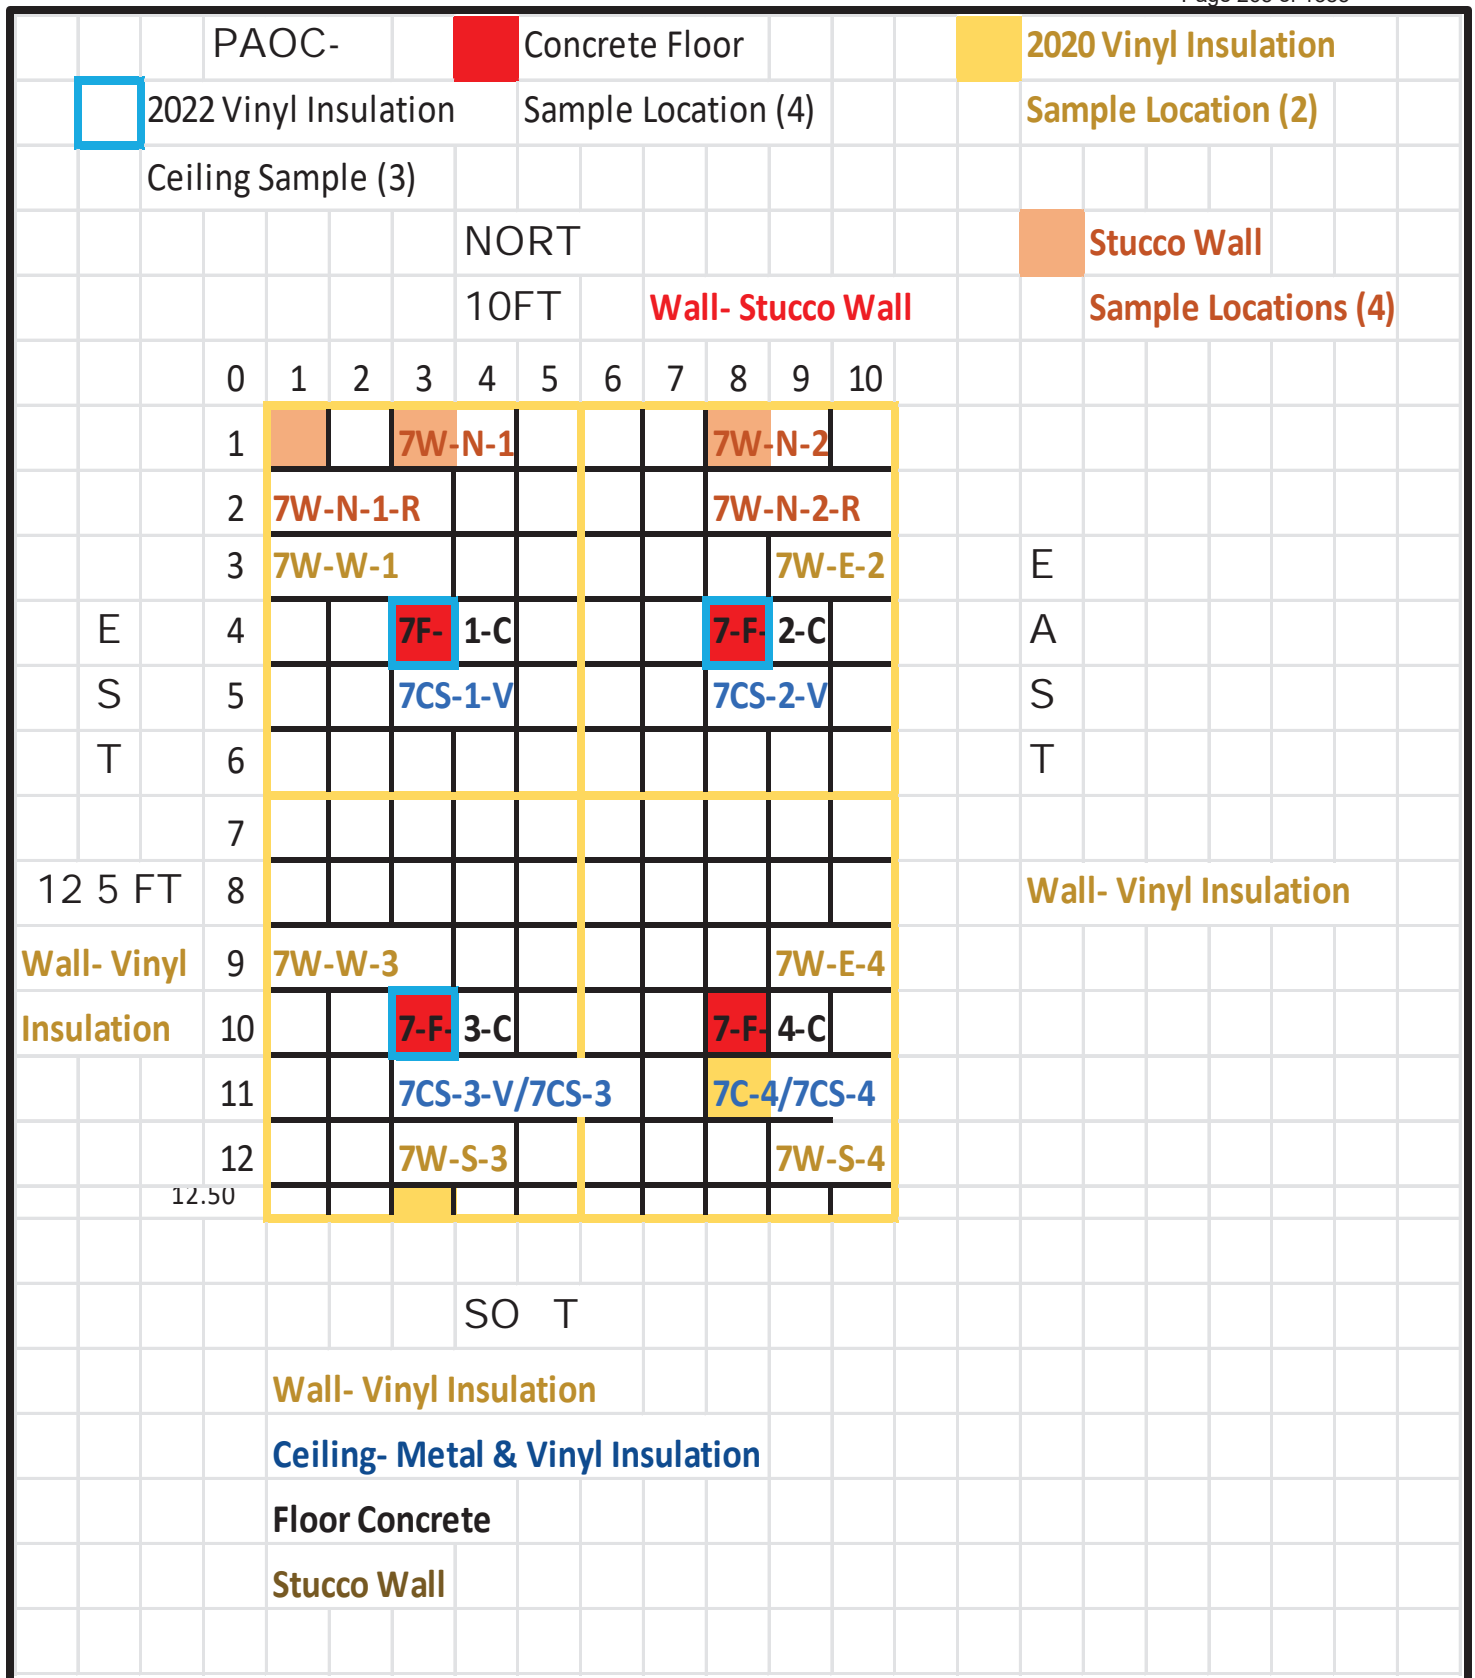 PAOC- Concrete Floor 2020 Vinyl Insulation
2022 Vinyl Insulation Sample Location (4) Sample Location (2)
Ceiling Sample (3)
NORT Stucco Wall
10FT Wall- Stucco Wall Sample Locations (4)
0 1 2 3 4 5 6 7 8 9 10
1 7W-N-1 7W-N-2
2 7W-N-1-R 7W-N-2-R
3 7W-W-1 7W-E-2 E
E 4 7F- 1-C 7-F- 2-C A
S 5 7CS-1-V 7CS-2-V S
T 6 T
7
12 5 FT 8 Wall- Vinyl Insulation
Wall- Vinyl 9 7W-W-3 7W-E-4
Insulation 10 7-F- 3-C 7-F- 4-C
11 7CS-3-V/7CS-3 7C-4/7CS-4
12 7W-S-3 7W-S-4
12.50
SO T
Wall- Vinyl Insulation
Ceiling- Metal & Vinyl Insulation
Floor Concrete
Stucco Wall